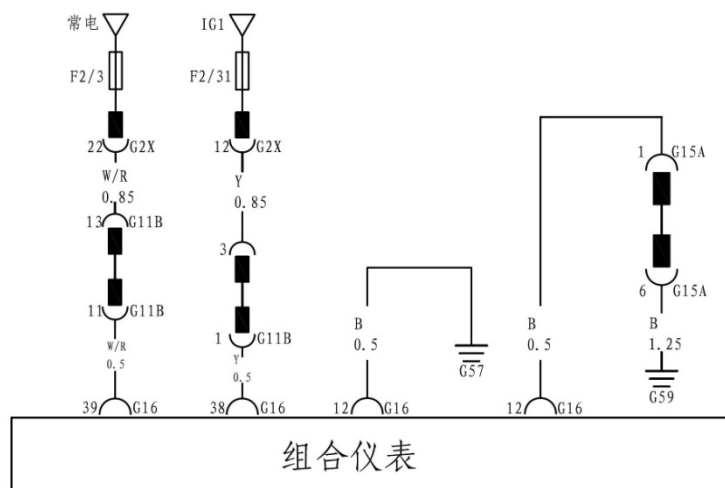 常电 IG1
F2/3 F2/31
22 G2X 12 G2X
W/R Y
0.85 0.85
1 G15A
13 G11B
3
6 G15A
11 G11B
1 G11B
B B B
0.5 0.5 1.25
W/R Y
0.5 0.5
G57
G59
39 G16 38 G16 12 G16 12 G16
组合仪表